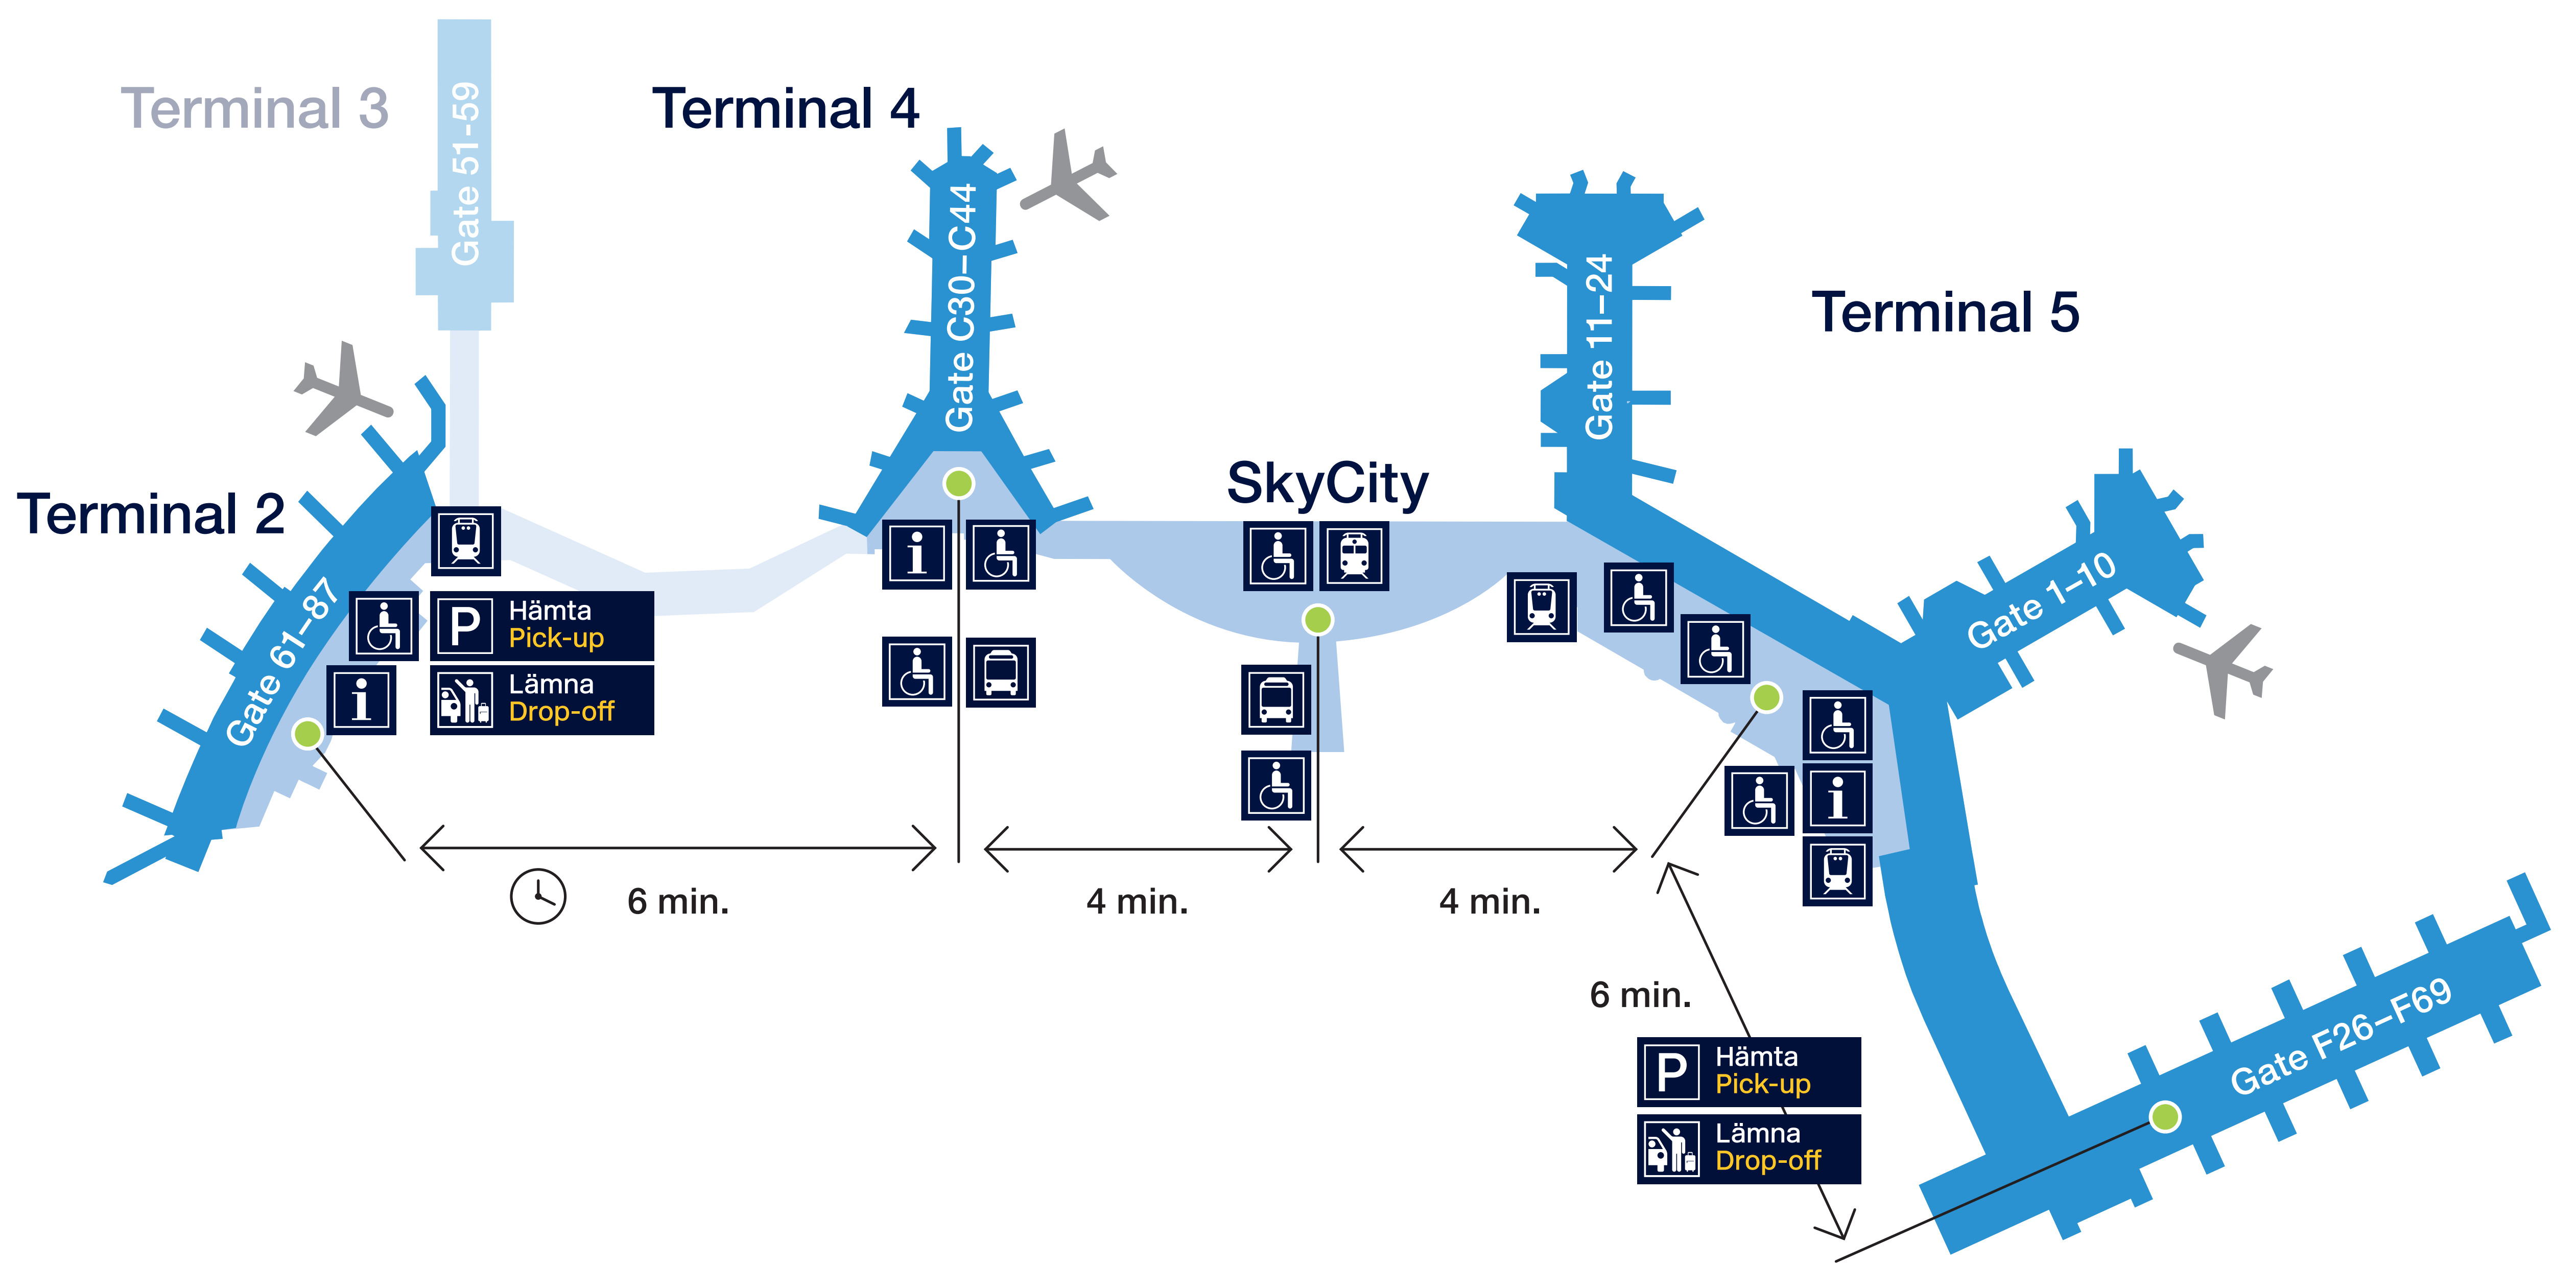 Terminal 3
Gate 51-59
Terminal 4
Gate C30–C44
Gate 11–24
Terminal 5
SkyCity
Terminal 2
Gate 61–87
Gate 1–10
i
P
Hämta
Pick-up
i
Lämna
Drop-off
i
6 min.
4 min.
4 min.
6 min.
Gate F26–F69
P
Hämta
Pick-up
Lämna
Drop-off